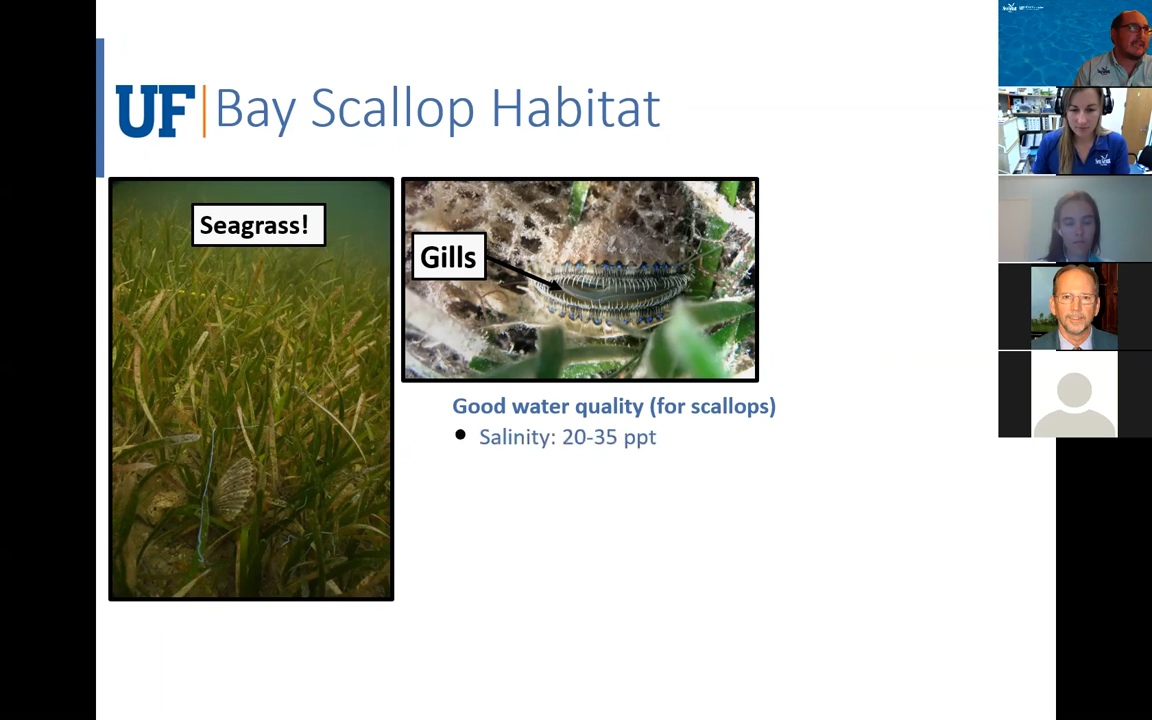 UF Bay Scallop Habitat
Seagrass!
Gills
Good water quality (for scallops)
Salinity: 20-35 ppt